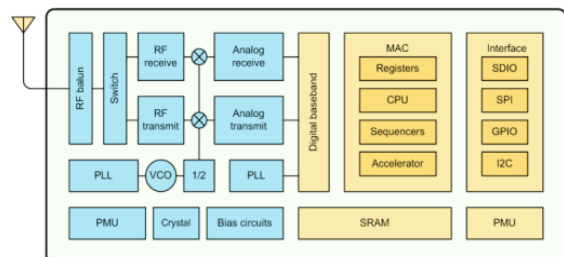 RF balun
Switch
RF
receive
Analog
receive
RF
transmit
Analog
transmit
Digital baseband
PLL
VCO
1/2
PLL
MAC
Registers
CPU
Sequencers
Accelerator
Interface
SDIO
SPI
GPIO
I2C
PMU
Crystal
Bias circuits
SRAM
PMU